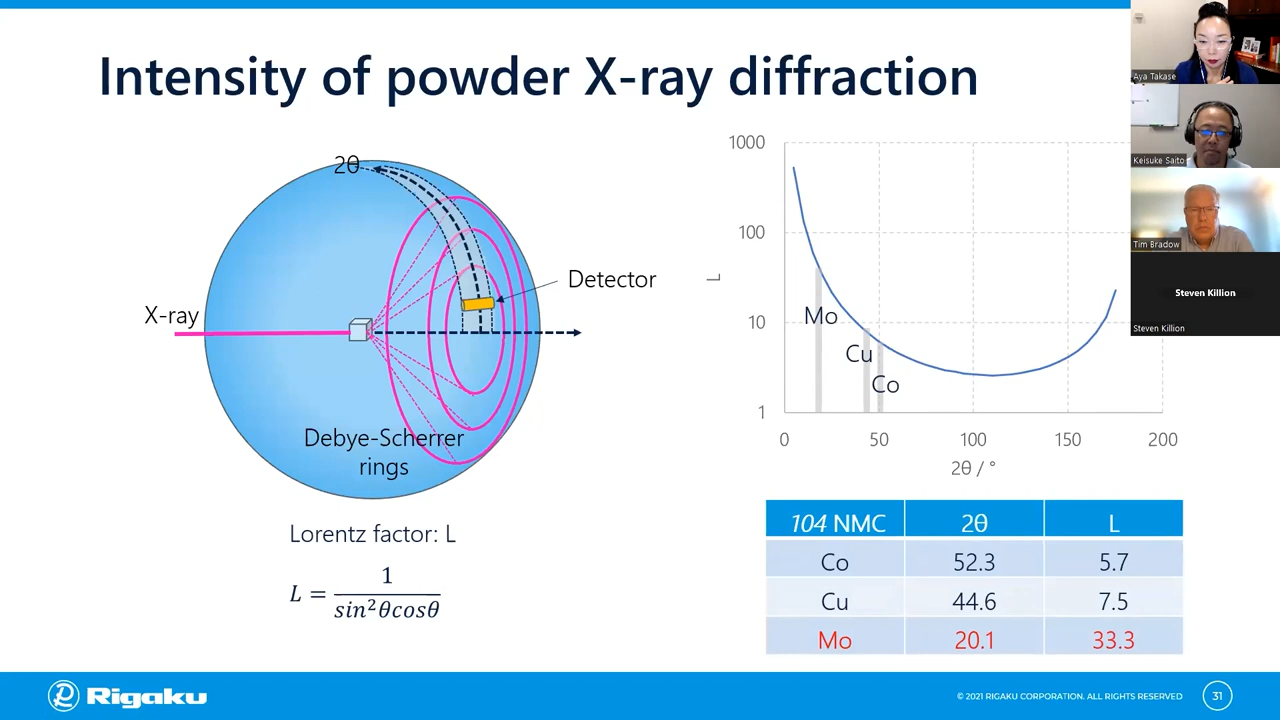 Intensity of powder X-ray diffraction
2θ
X-ray
Detector
Debye-Scherrer
rings
Lorentz factor: L
L = 1 / sin²θcosθ
1000
100
10
1
L
Mo
Cu
Co
0 50 100 150 200
2θ / °
104 NMC 2θ L
Co 52.3 5.7
Cu 44.6 7.5
Mo 20.1 33.3
Aya Takase
Keisuke Saito
Tim Bradow
Steven Killion
Steven Killion
Rigaku
© 2021 RIGAKU CORPORATION. ALL RIGHTS RESERVED
31